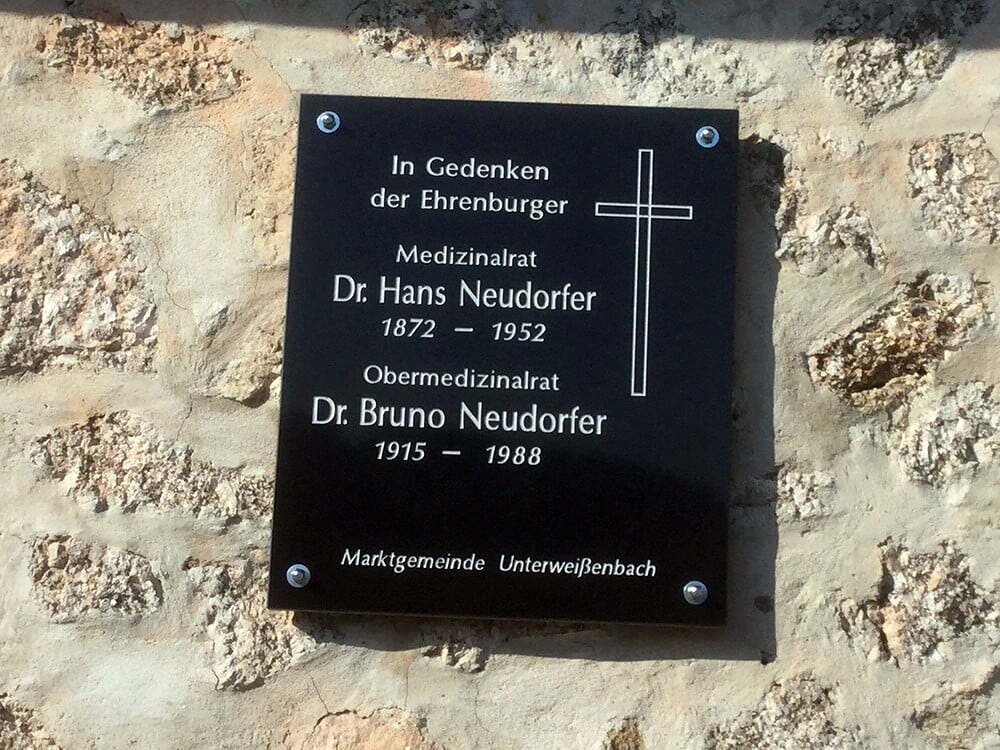 In Gedenken
der Ehrenburger
Medizinalrat
Dr. Hans Neudorfer
1872 – 1952
Obermedizinalrat
Dr. Bruno Neudorfer
1915 – 1988
Marktgemeinde Unterweißenbach